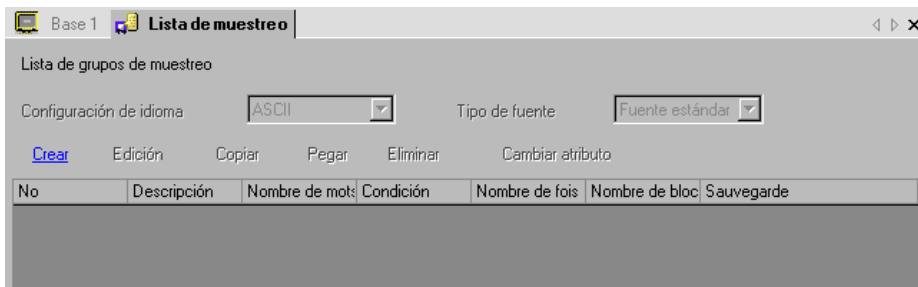 Base 1 Lista de muestreo
Lista de grupos de muestreo
Configuración de idioma ASCII Tipo de fuente Fuente estándar
Crear Edición Copiar Pegar Eliminar Cambiar atributo
No Descripción Nombre de mots Condición Nombre de fois Nombre de bloc Sauvegarde